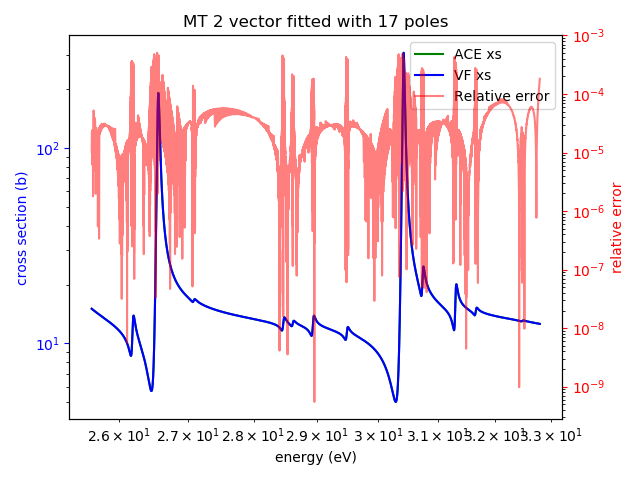 MT 2 vector fitted with 17 poles
ACE xs
VF xs
Relative error
cross section (b)
10²
10¹
10⁻³
10⁻⁴
10⁻⁵
10⁻⁶
10⁻⁷
10⁻⁸
10⁻⁹
relative error
2.6 × 10¹ 2.7 × 10¹ 2.8 × 10¹ 2.9 × 10¹ 3 × 10¹ 3.1 × 10¹ 3.2 × 10¹ 3.3 × 10¹
energy (eV)